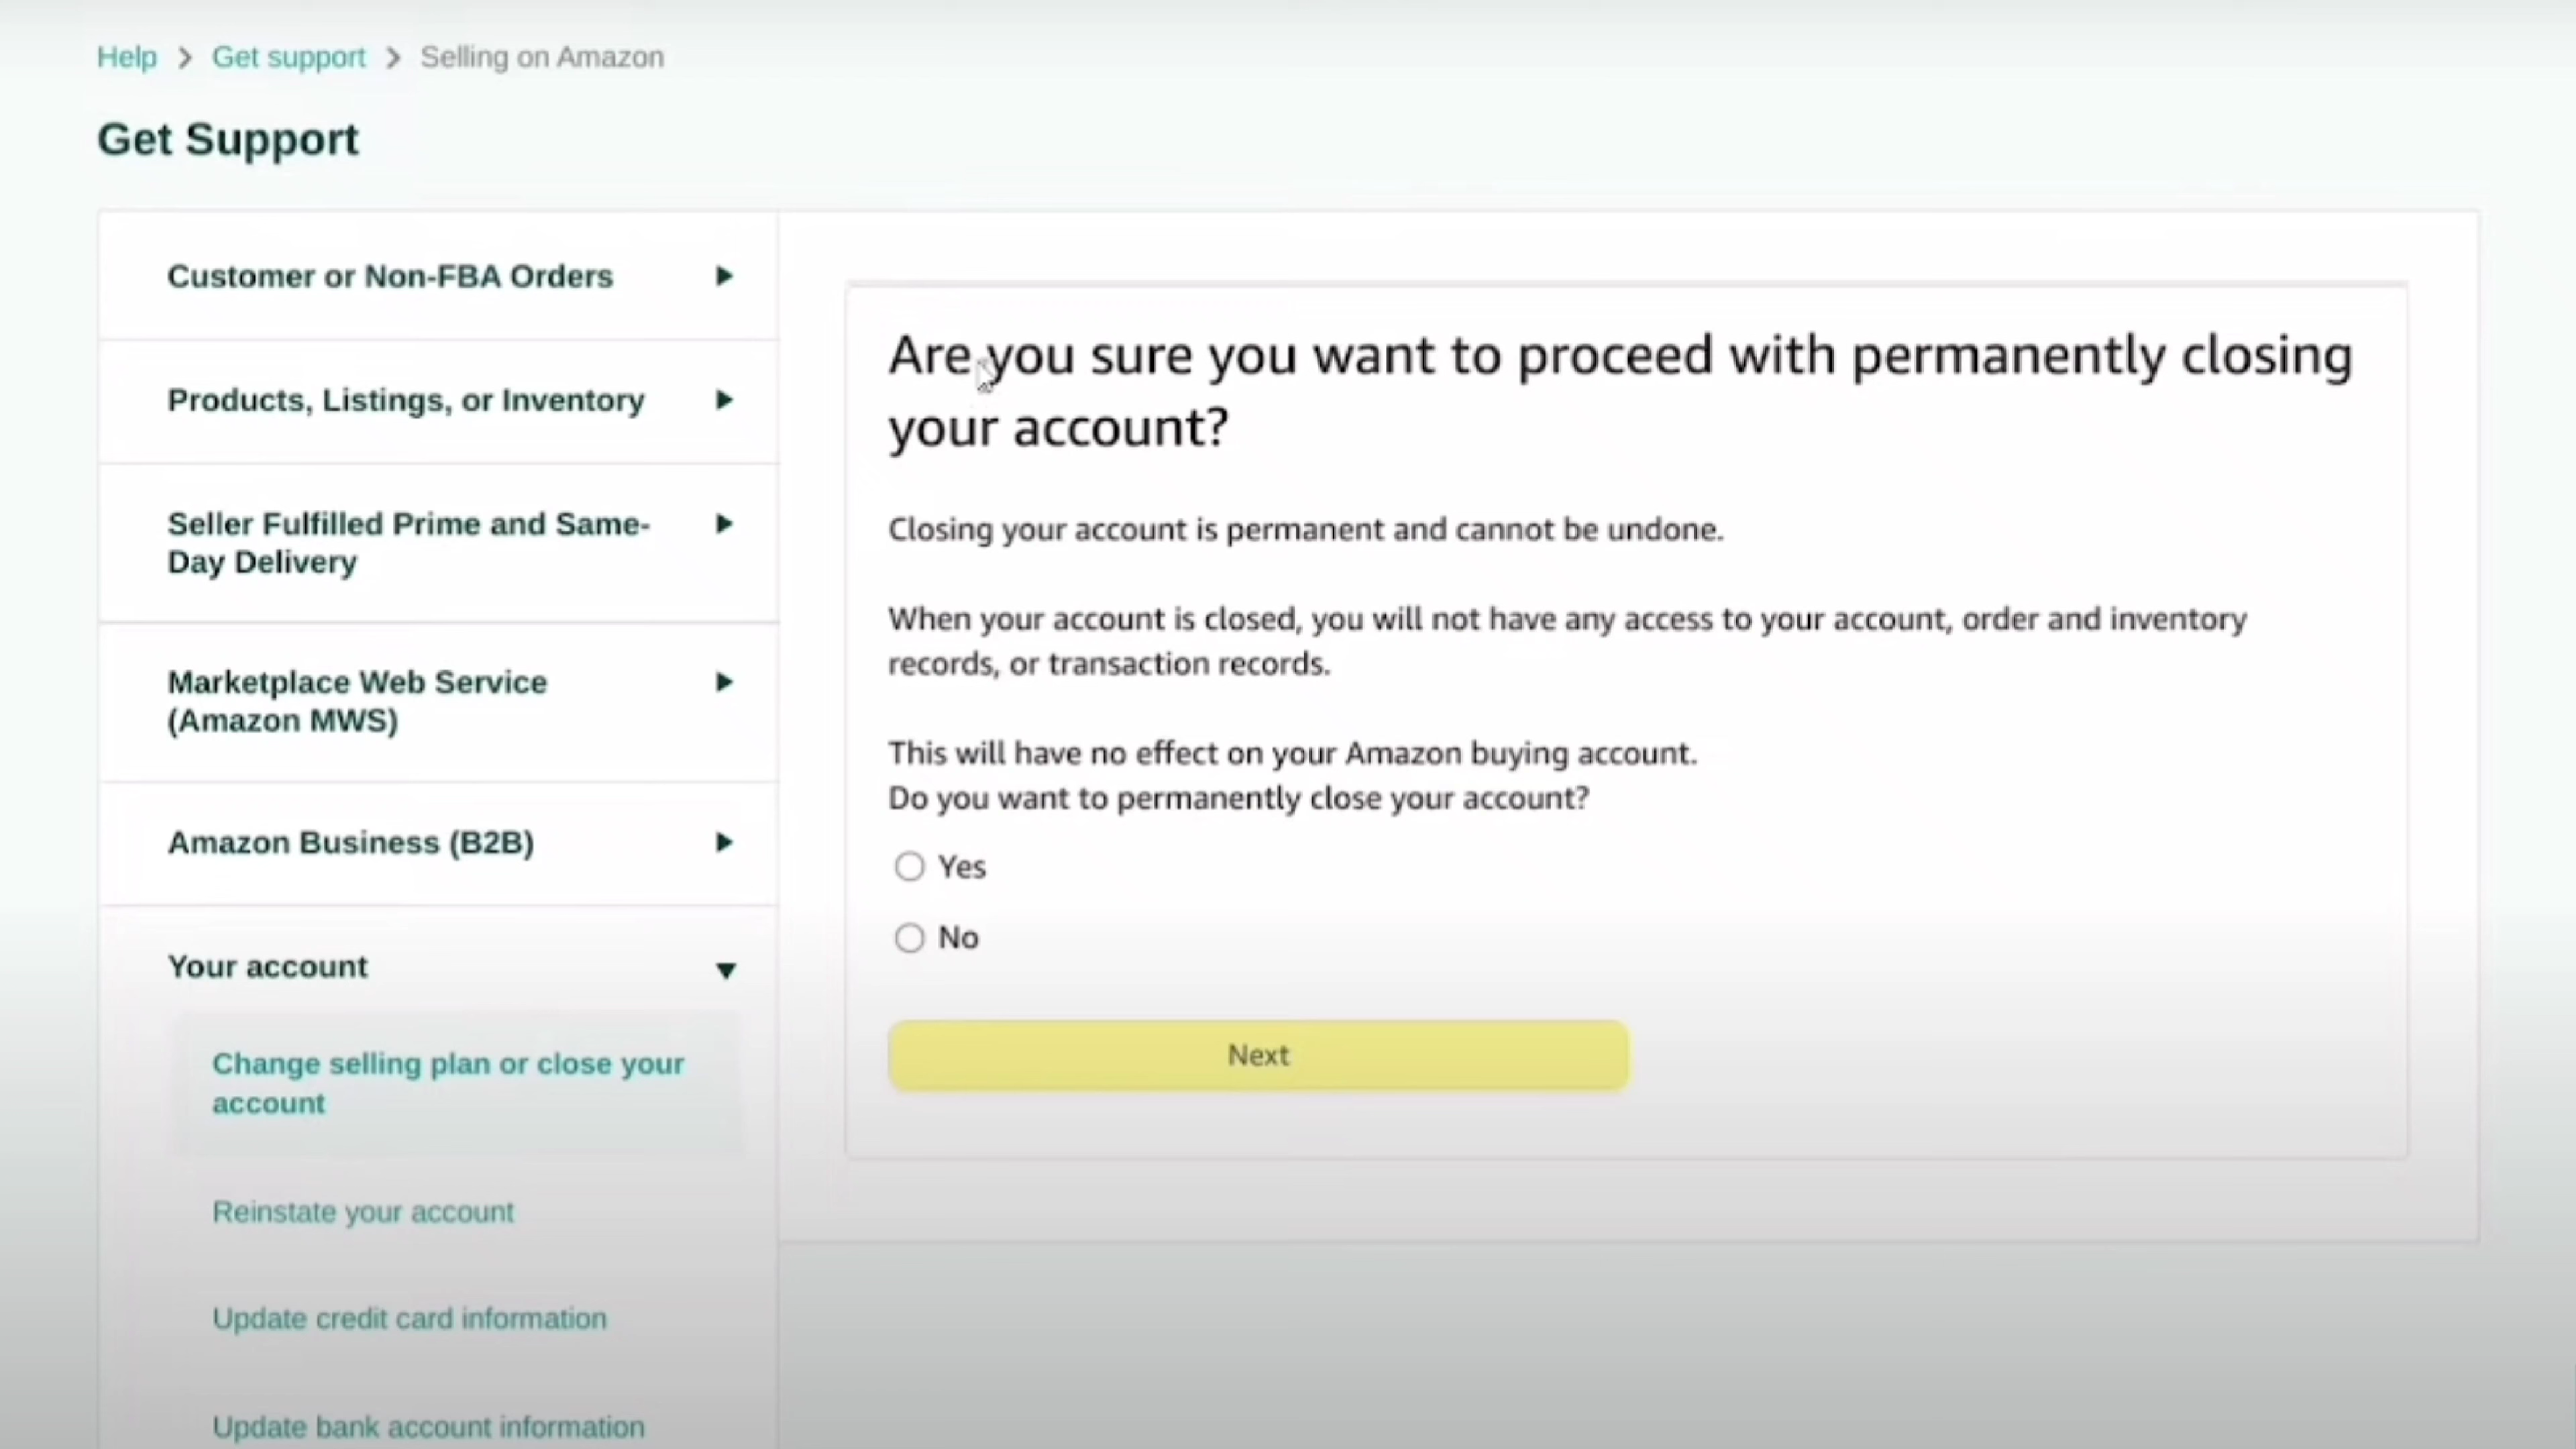 Help > Get support > Selling on Amazon
Get Support
Customer or Non-FBA Orders
Products, Listings, or Inventory
Seller Fulfilled Prime and Same-
Day Delivery
Marketplace Web Service
(Amazon MWS)
Amazon Business (B2B)
Your account
Change selling plan or close your
account
Reinstate your account
Update credit card information
Update bank account information
Are you sure you want to proceed with permanently closing
your account?
Closing your account is permanent and cannot be undone.
When your account is closed, you will not have any access to your account, order and inventory
records, or transaction records.
This will have no effect on your Amazon buying account.
Do you want to permanently close your account?
Yes
No
Next